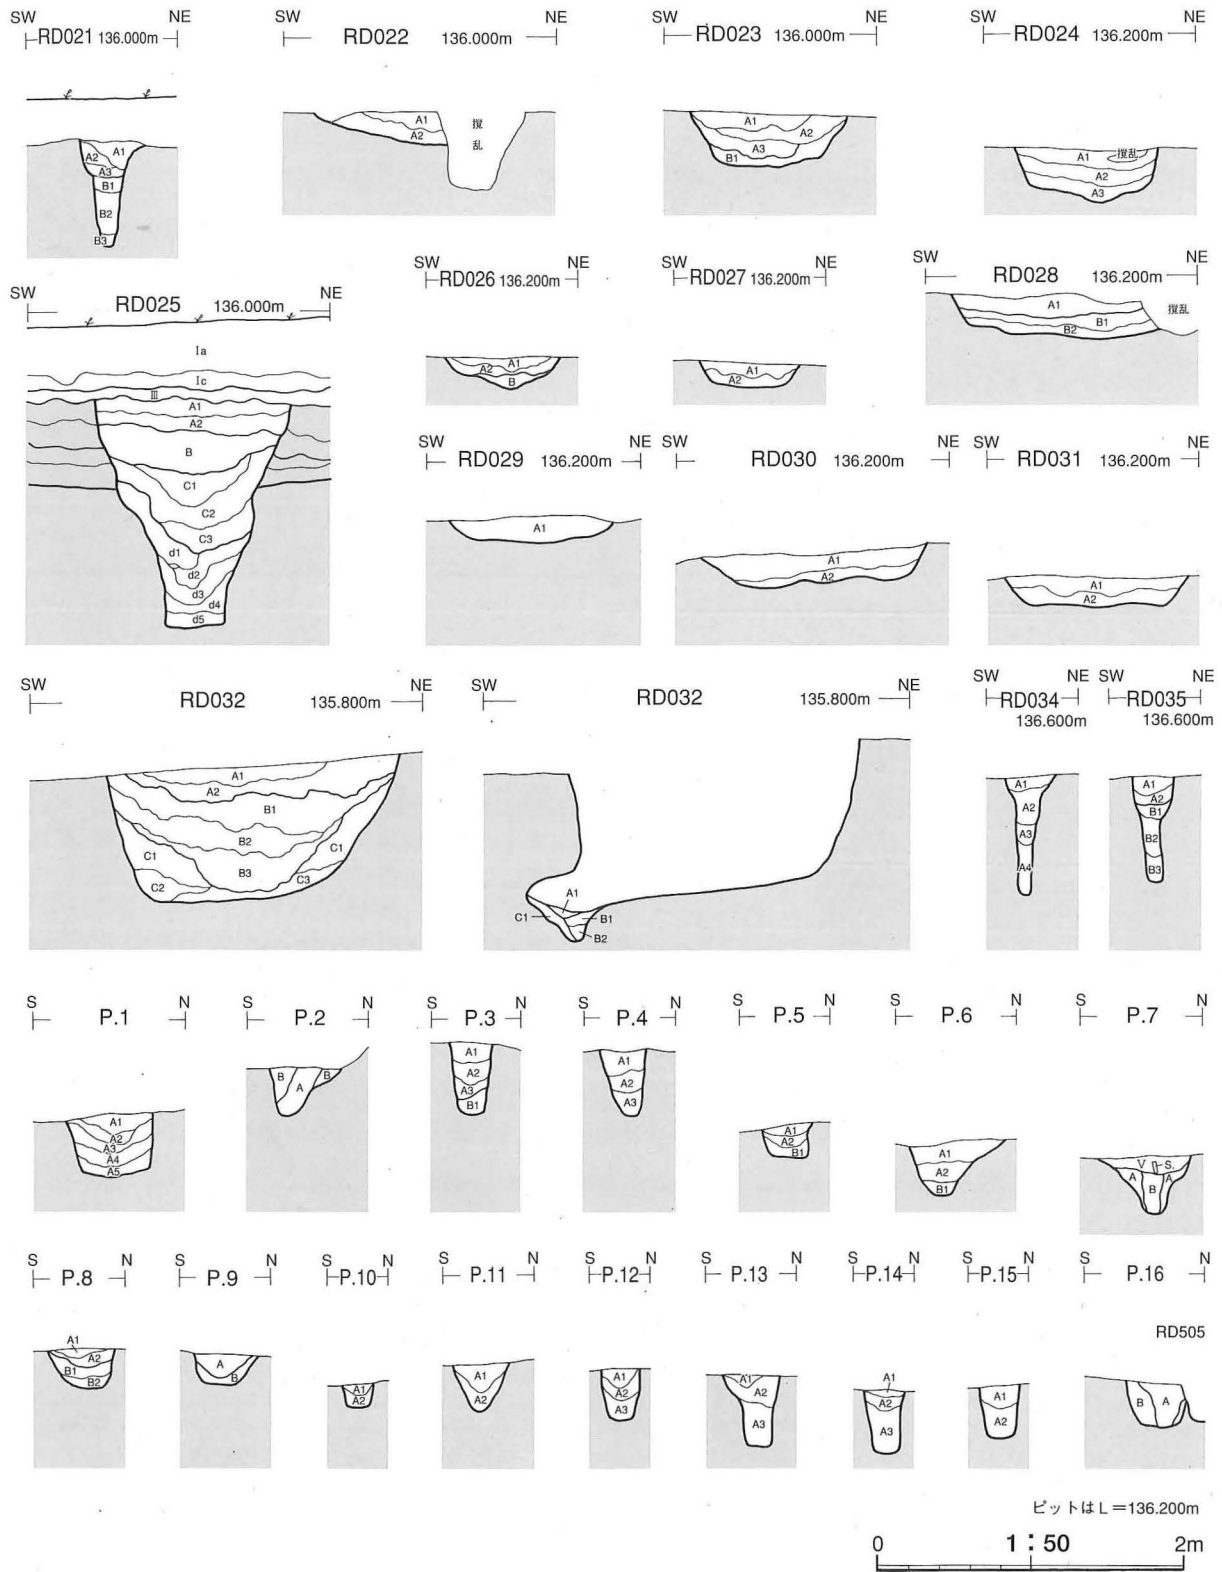 SW NE SW NE SW NE SW NE
RD021 136.000m RD022 136.000m RD023 136.000m RD024 136.200m
A1 A2 A3 B1 B2 B3
A1 A2 撹乱
A1 A2 A3 B1
A1 撹乱 A2 A3
SW NE SW NE SW NE SW NE
RD025 136.000m RD026 136.200m RD027 136.200m RD028 136.200m
Ia
Ic
Ⅲ
A1
A2
B
C1
C2
C3
d1
d2
d3
d4
d5
A1 A2 B
A1 A2
A1 B1 B2 撹乱
SW NE SW NE SW NE
RD029 136.200m RD030 136.200m RD031 136.200m
A1
A1 A2
A1 A2
SW NE SW NE SW NE SW NE
RD032 135.800m RD032 135.800m RD034 136.600m RD035 136.600m
A1 A2 B1 B2 C1 C1 B3 C2 C3
A1 C1 B1 B2
A1 A2 A3 A4
A1 A2 B1 B2 B3
S N S N S N S N S N S N S N
P.1 P.2 P.3 P.4 P.5 P.6 P.7
A1 A2 A3 A4 A5
B A B
A1 A2 A3 B1
A1 A2 A3
A1 A2 B1
A1 A2 B1
V S. A B A
S N S N S N S N S N S N S N S N S N
P.8 P.9 P.10 P.11 P.12 P.13 P.14 P.15 P.16
RD505
A1 A2 B1 B2
A B
A1 A2
A1 A2
A1 A2 A3
A1 A2 A3
A1 A2 A3
A1 A2
B A
ピットはL=136.200m
0 1:50 2m